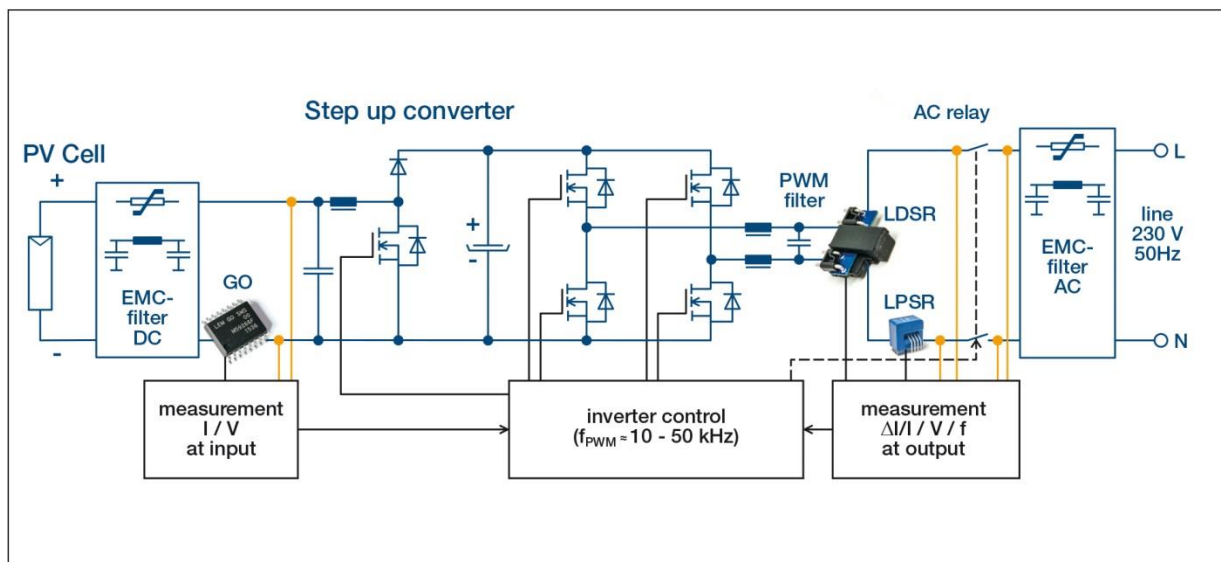 Step up converter
AC relay
PV Cell
+
-
EMC-
filter
DC
GO
+
-
PWM
filter
LDSR
LPSR
EMC-
filter
AC
L
line
230 V
50Hz
N
measurement
I / V
at input
inverter control
(fPWM ≈ 10 - 50 kHz)
measurement
ΔI/I / V / f
at output